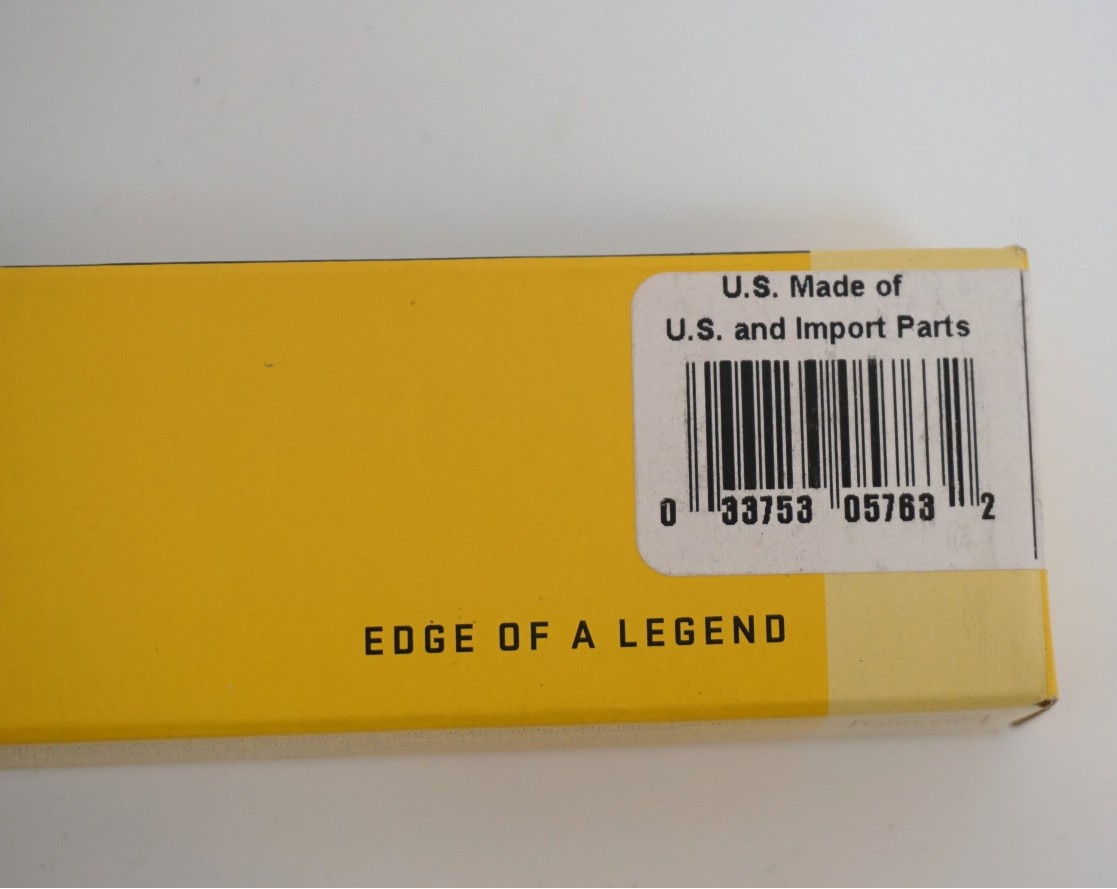 U.S. Made of
U.S. and Import Parts
0 33753 05763 2
EDGE OF A LEGEND